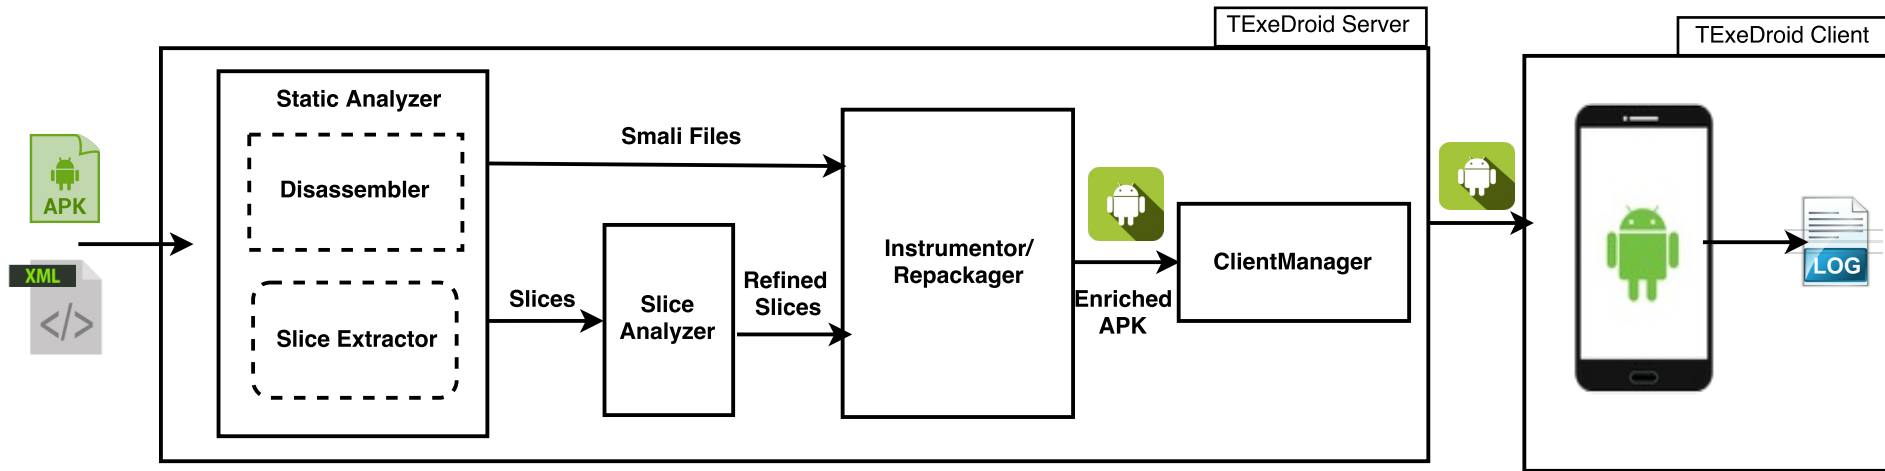 TExeDroid Server
TExeDroid Client
Static Analyzer
Disassembler
Slice Extractor
APK
XML
</>
Smali Files
Slices
Slice
Analyzer
Refined
Slices
Instrumentor/
Repackager
Enriched
APK
ClientManager
LOG